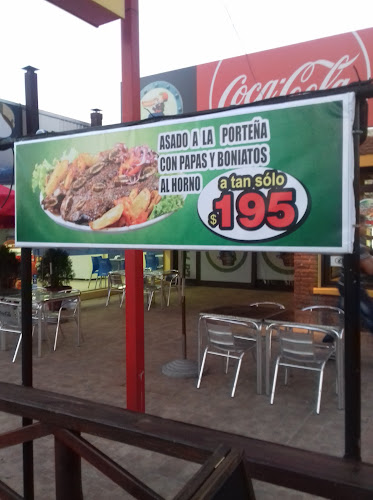 Coca-Cola
ASADO A LA PORTEÑA
CON PAPAS Y BONIATOS
AL HORNO
a tan sólo
$195